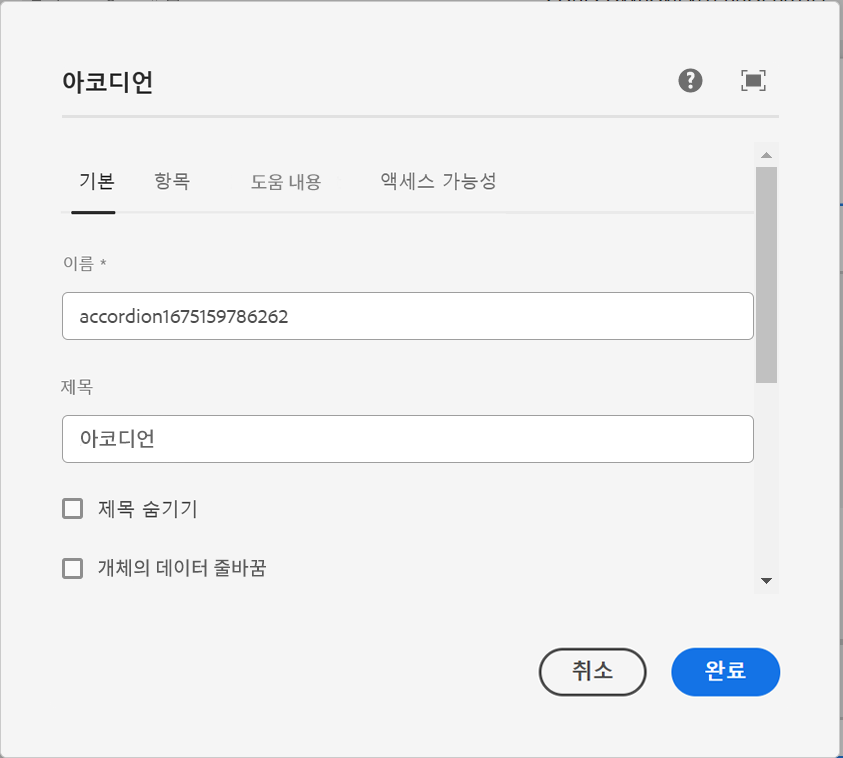 아코디언
기본 항목 도움 내용 액세스 가능성
이름 *
accordion1675159786262
제목
아코디언
제목 숨기기
개체의 데이터 줄바꿈
취소 완료